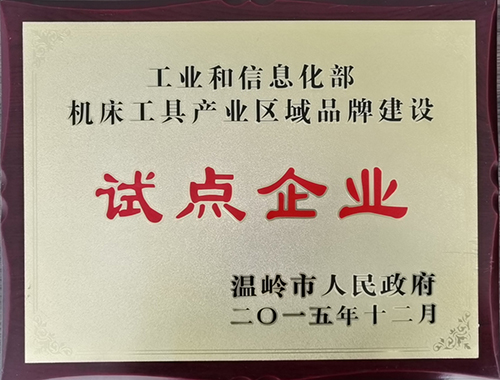 工业和信息化部
机床工具产业区域品牌建设
试点企业
温岭市人民政府
二〇一五年十二月